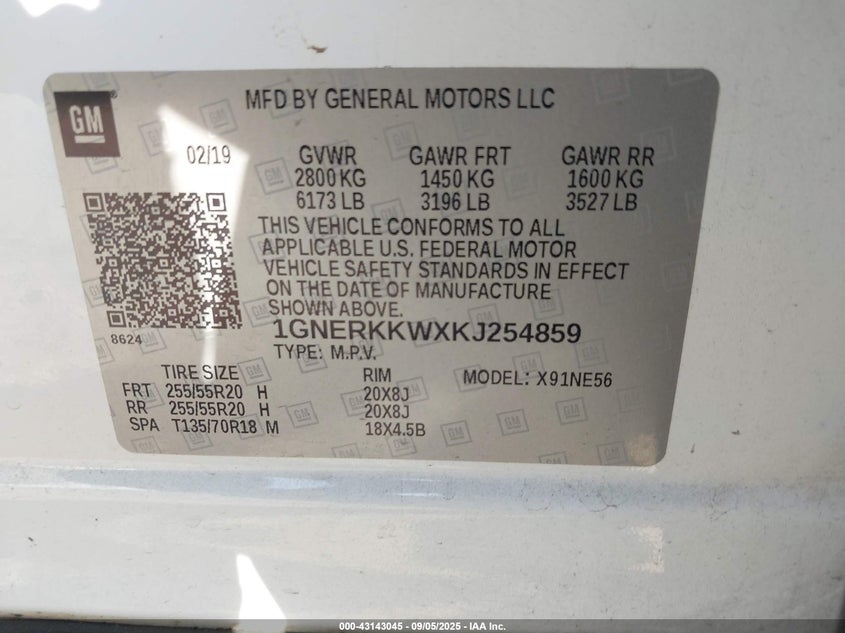 GM
MFD BY GENERAL MOTORS LLC
02/19 GVWR GAWR FRT GAWR RR
2800 KG 1450 KG 1600 KG
6173 LB 3196 LB 3527 LB
THIS VEHICLE CONFORMS TO ALL
APPLICABLE U.S. FEDERAL MOTOR
VEHICLE SAFETY STANDARDS IN EFFECT
ON THE DATE OF MANUFACTURE
SHOWN ABOVE.
8624
1GNERKKWXKJ254859
TYPE: M.P.V.
TIRE SIZE RIM MODEL: X91NE56
FRT 255/55R20 H 20X8J
RR 255/55R20 H 20X8J
SPA T135/70R18 M 18X4.5B
000-43143045 - 09/05/2025 - IAA Inc.